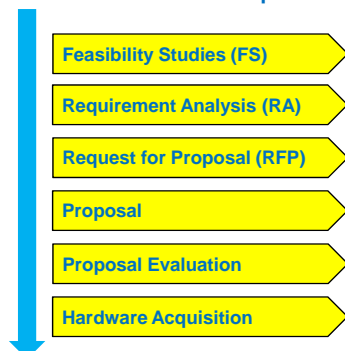 Feasibility Studies (FS)
Requirement Analysis (RA)
Request for Proposal (RFP)
Proposal
Proposal Evaluation
Hardware Acquisition